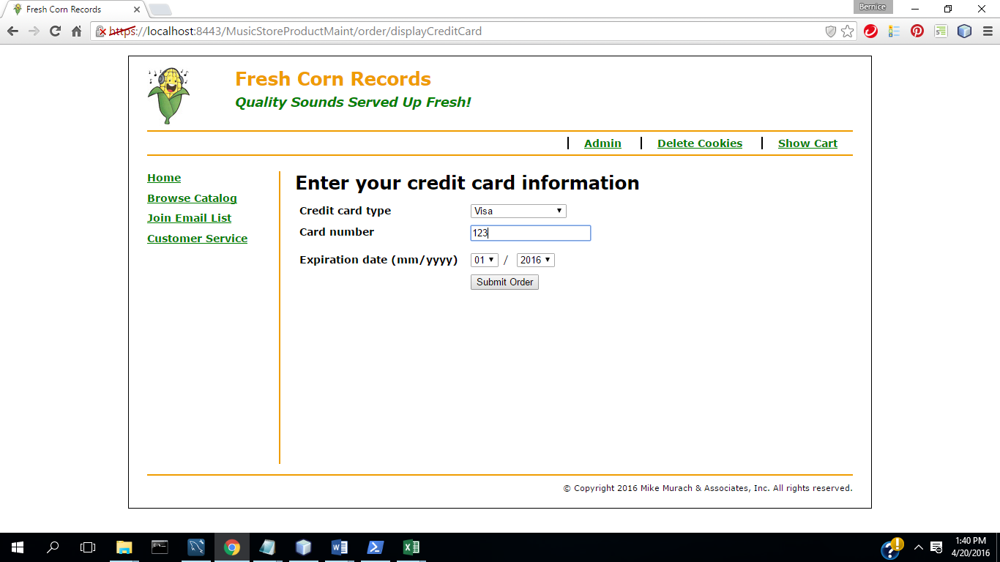 Fresh Corn Records
Bernice
https://localhost:8443/MusicStoreProductMaint/order/displayCreditCard
Fresh Corn Records
Quality Sounds Served Up Fresh!
Admin Delete Cookies Show Cart
Home
Browse Catalog
Join Email List
Customer Service
Enter your credit card information
Credit card type Visa
Card number 123
Expiration date (mm/yyyy) 01 / 2016
Submit Order
© Copyright 2016 Mike Murach & Associates, Inc. All rights reserved.
1:40 PM
4/20/2016